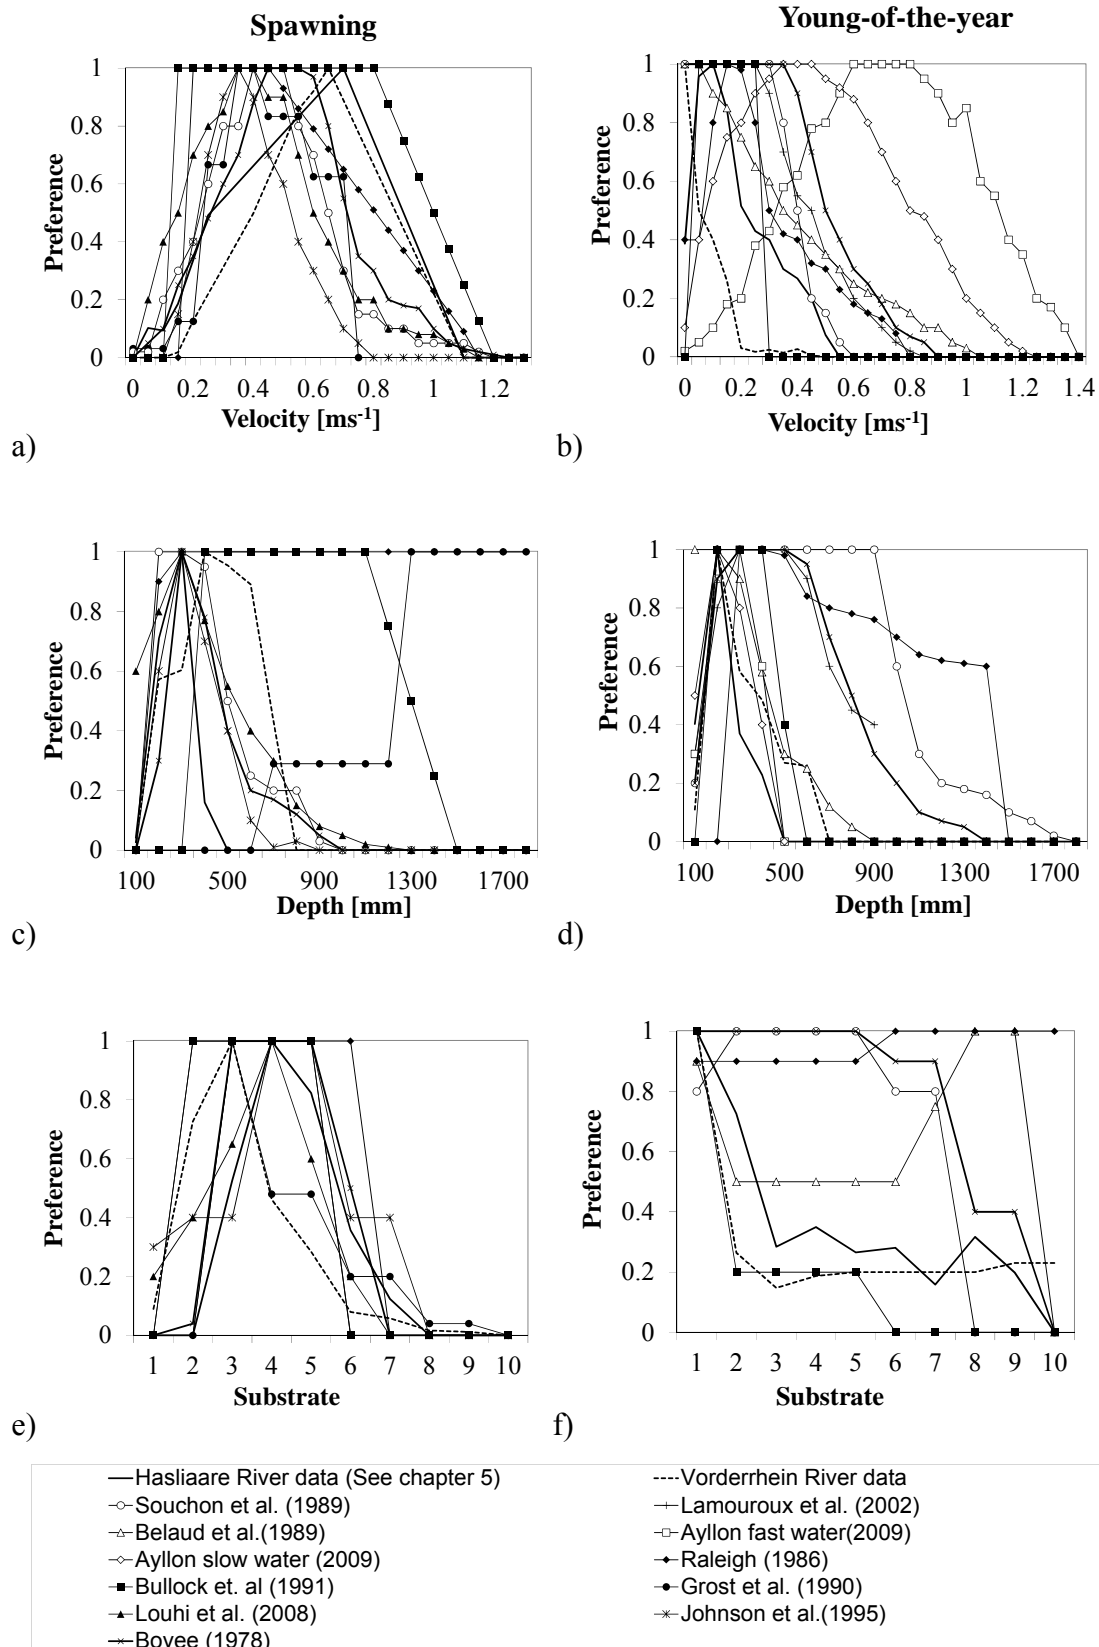 Spawning
Young-of-the-year
1
0.8
0.6
0.4
0.2
0
Preference
0 0.2 0.4 0.6 0.8 1 1.2
Velocity [ms-1]
a)
1
0.8
0.6
0.4
0.2
0
Preference
0 0.2 0.4 0.6 0.8 1 1.2 1.4
Velocity [ms-1]
b)
1
0.8
0.6
0.4
0.2
0
Preference
100 500 900 1300 1700
Depth [mm]
c)
1
0.8
0.6
0.4
0.2
0
Preference
100 500 900 1300 1700
Depth [mm]
d)
1
0.8
0.6
0.4
0.2
0
Preference
1 2 3 4 5 6 7 8 9 10
Substrate
e)
1
0.8
0.6
0.4
0.2
0
Preference
1 2 3 4 5 6 7 8 9 10
Substrate
f)
Hasliaare River data (See chapter 5)
Vorderrhein River data
Souchon et al. (1989)
Lamouroux et al. (2002)
Belaud et al.(1989)
Ayllon fast water(2009)
Ayllon slow water (2009)
Raleigh (1986)
Bullock et. al (1991)
Grost et al. (1990)
Louhi et al. (2008)
Johnson et al.(1995)
Bovee (1978)